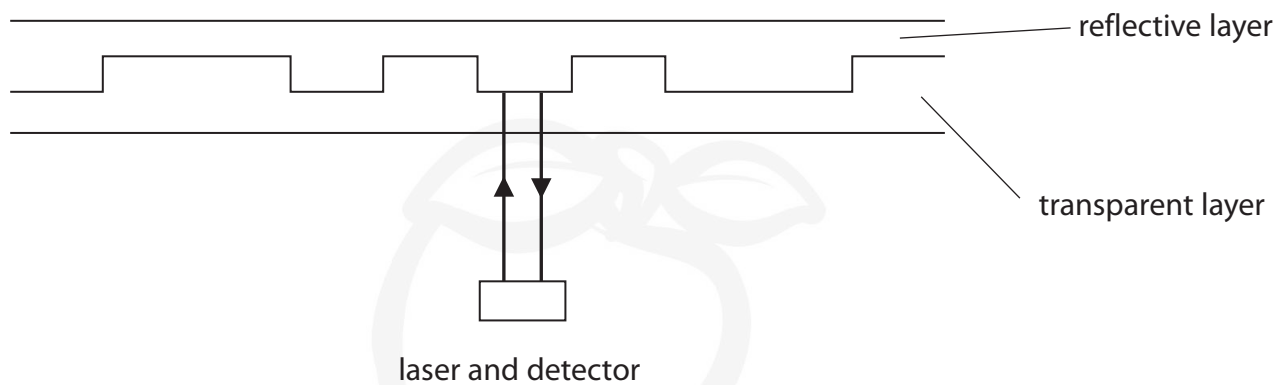 reflective layer
transparent layer
laser and detector